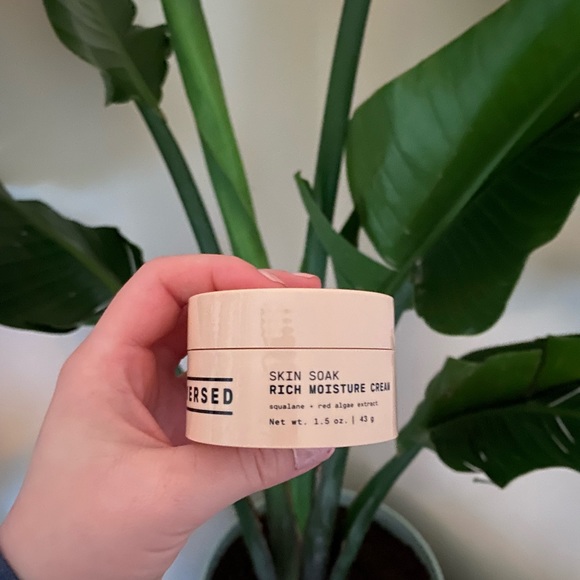 ERSED
SKIN SOAK
RICH MOISTURE CREAM
squalane + red algae extract
Net wt. 1.5 oz. | 43 g